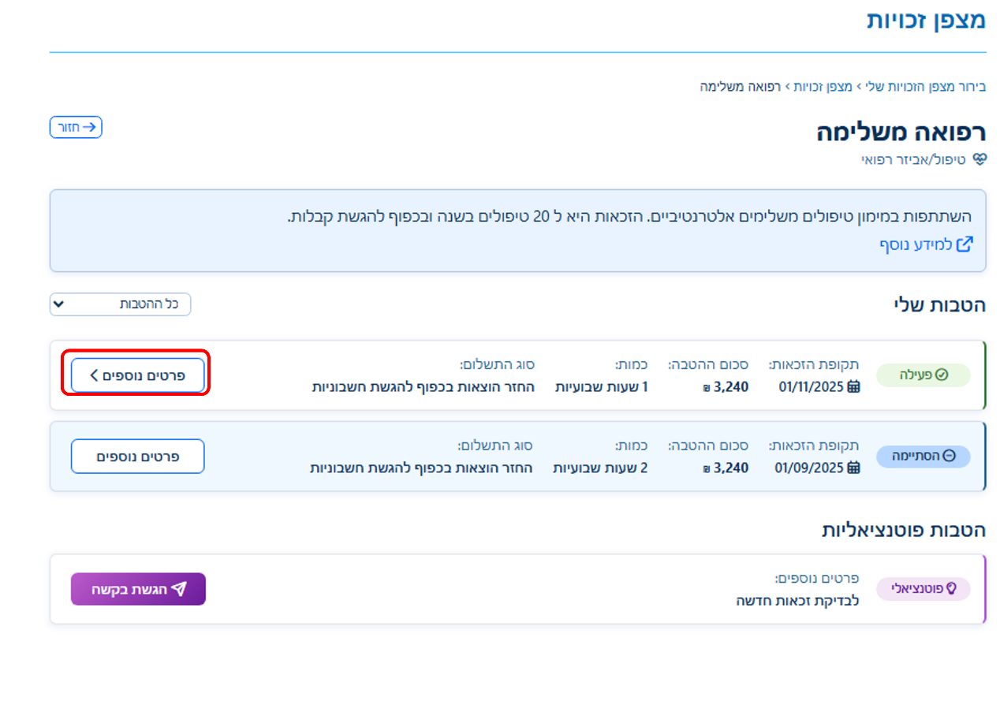 מצפן זכויות
בירור מצפן הזכויות שלי > מצפן זכויות > רפואה משלימה
חזור
רפואה משלימה
טיפול/אביזר רפואי
השתתפות במימון טיפולים משלימים אלטרנטיביים. הזכאות היא ל 20 טיפולים בשנה ובכפוף להגשת קבלות.
למידע נוסף
הטבות שלי
כל ההטבות
תקופת הזכאות: סכום ההטבה: כמות: סוג התשלום:
פעילה
01/11/2025 3,240 ₪ 1 שעות שבועיות החזר הוצאות בכפוף להגשת חשבוניות
פרטים נוספים
תקופת הזכאות: סכום ההטבה: כמות: סוג התשלום:
הסתיימה
01/09/2025 3,240 ₪ 2 שעות שבועיות החזר הוצאות בכפוף להגשת חשבוניות
פרטים נוספים
הטבות פוטנציאליות
פוטנציאלי
פרטים נוספים:
לבדיקת זכאות חדשה
הגשת בקשה